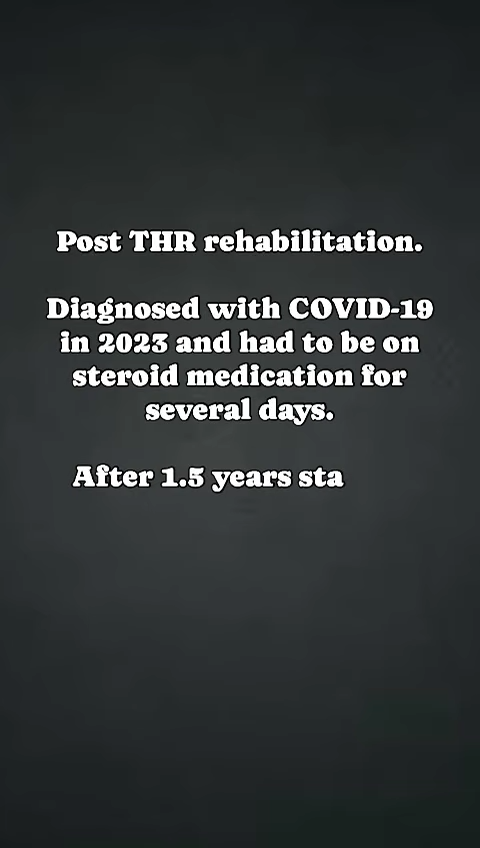 Post THR rehabilitation.
Diagnosed with COVID-19
in 2023 and had to be on
steroid medication for
several days.
After 1.5 years sta